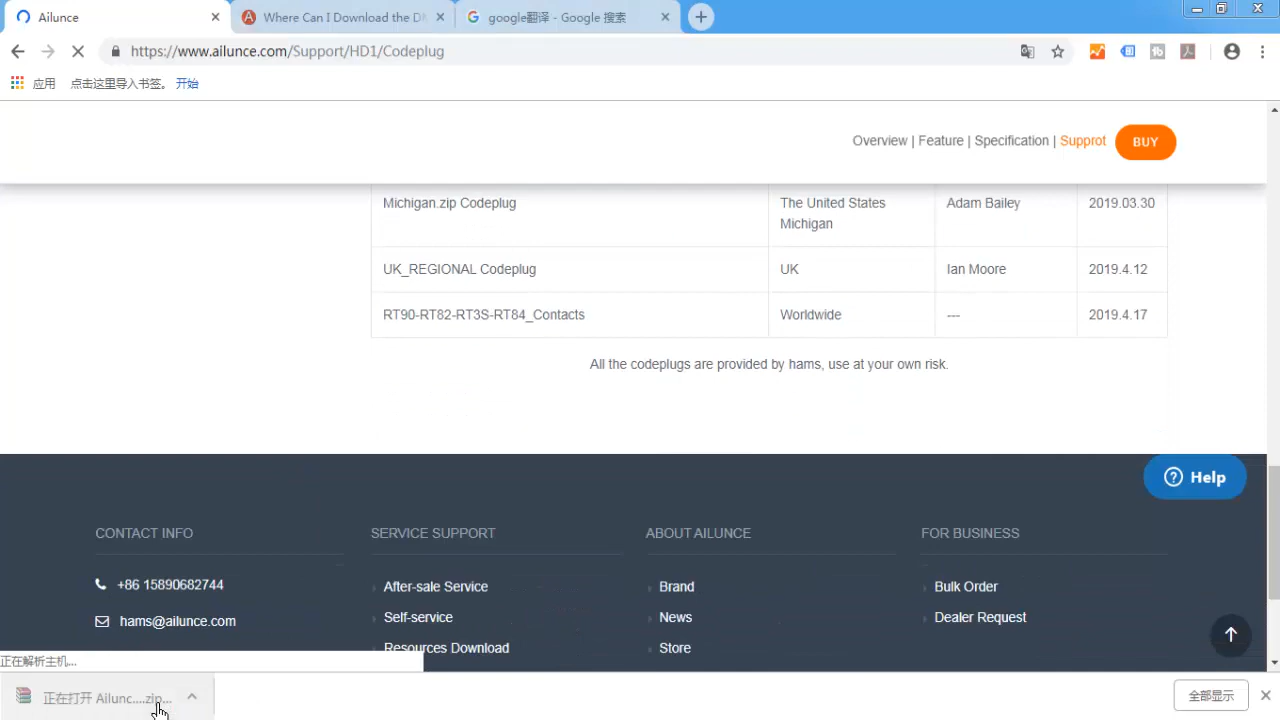 Ailunce
Where Can I Download the DM
google翻译 - Google 搜索
https://www.ailunce.com/Support/HD1/Codeplug
应用 点击这里导入书签。 开始
Overview | Feature | Specification | Supprot BUY
Michigan.zip Codeplug
The United States
Michigan
Adam Bailey
2019.03.30
UK_REGIONAL Codeplug
UK
Ian Moore
2019.4.12
RT90-RT82-RT3S-RT84_Contacts
Worldwide
---
2019.4.17
All the codeplugs are provided by hams, use at your own risk.
Help
CONTACT INFO
+86 15890682744
hams@ailunce.com
SERVICE SUPPORT
After-sale Service
Self-service
Resources Download
ABOUT AILUNCE
Brand
News
Store
FOR BUSINESS
Bulk Order
Dealer Request
正在解析主机...
正在打开 Ailunc....zip...
全部显示